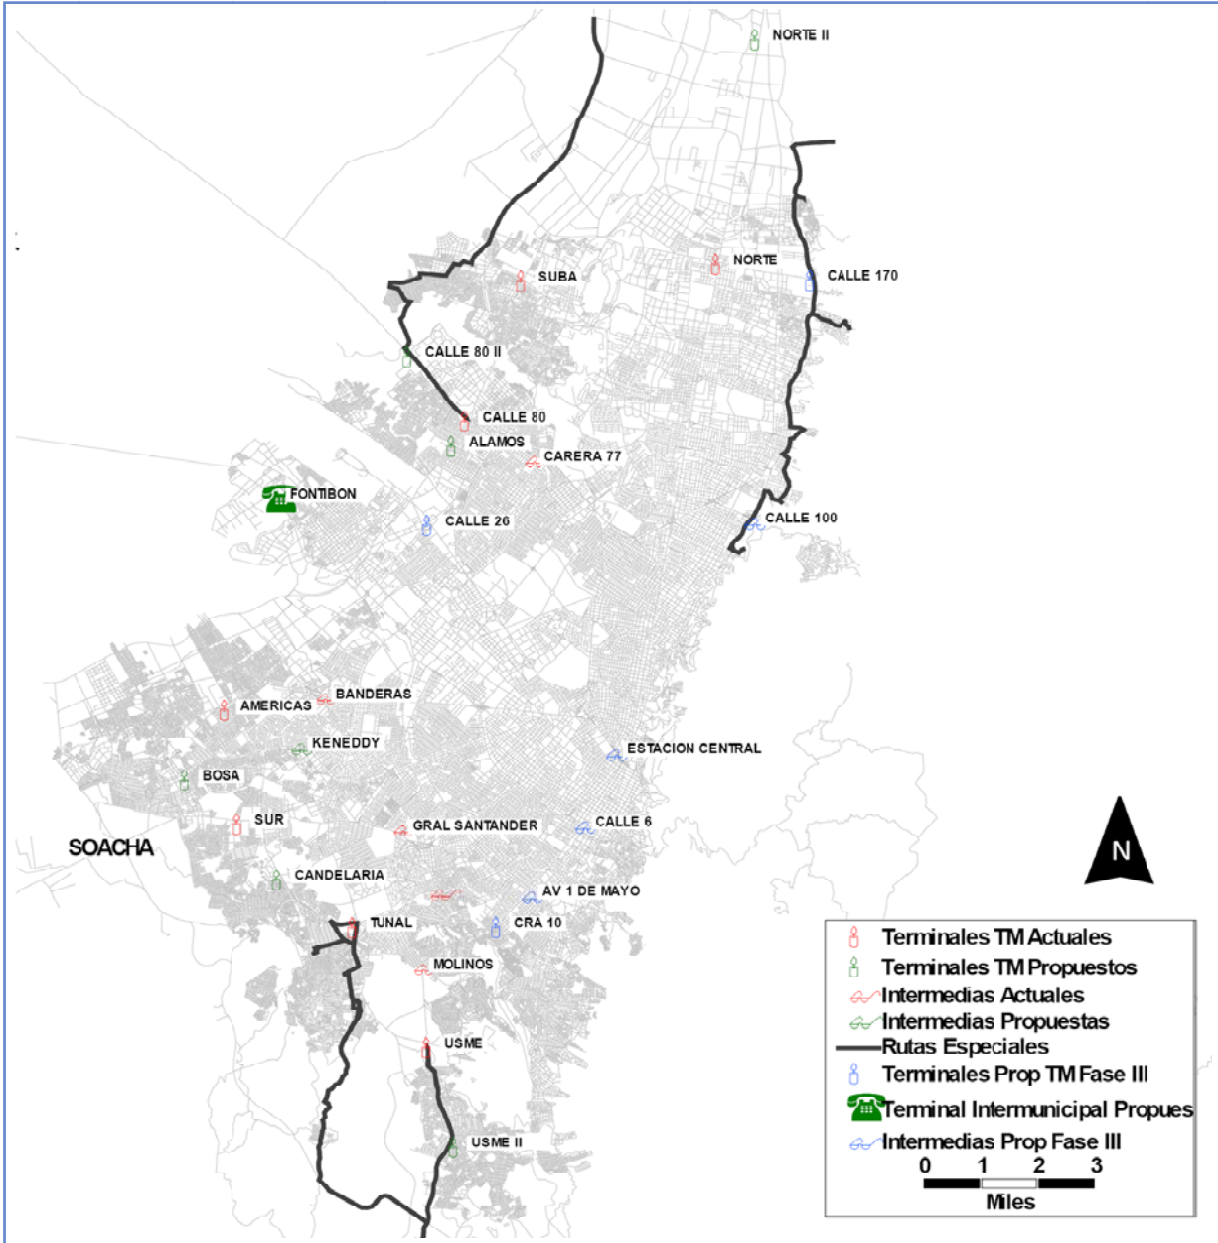 NORTE II
NORTE
SUBA
CALLE 170
CALLE 80 II
CALLE 80
ALAMOS
CARERA 77
FONTIBON
CALLE 26
CALLE 100
BANDERAS
AMERICAS
KENEDDY
ESTACION CENTRAL
BOSA
SUR
GRAL SANTANDER
CALLE 6
SOACHA
CANDELARIA
AV 1 DE MAYO
TUNAL
CRA 10
MOLINOS
USME
USME II
N
Terminales TM Actuales
Terminales TM Propuestos
Intermedias Actuales
Intermedias Propuestas
Rutas Especiales
Terminales Prop TM Fase III
Terminal Intermunicipal Propues
Intermedias Prop Fase III
0 1 2 3
Miles